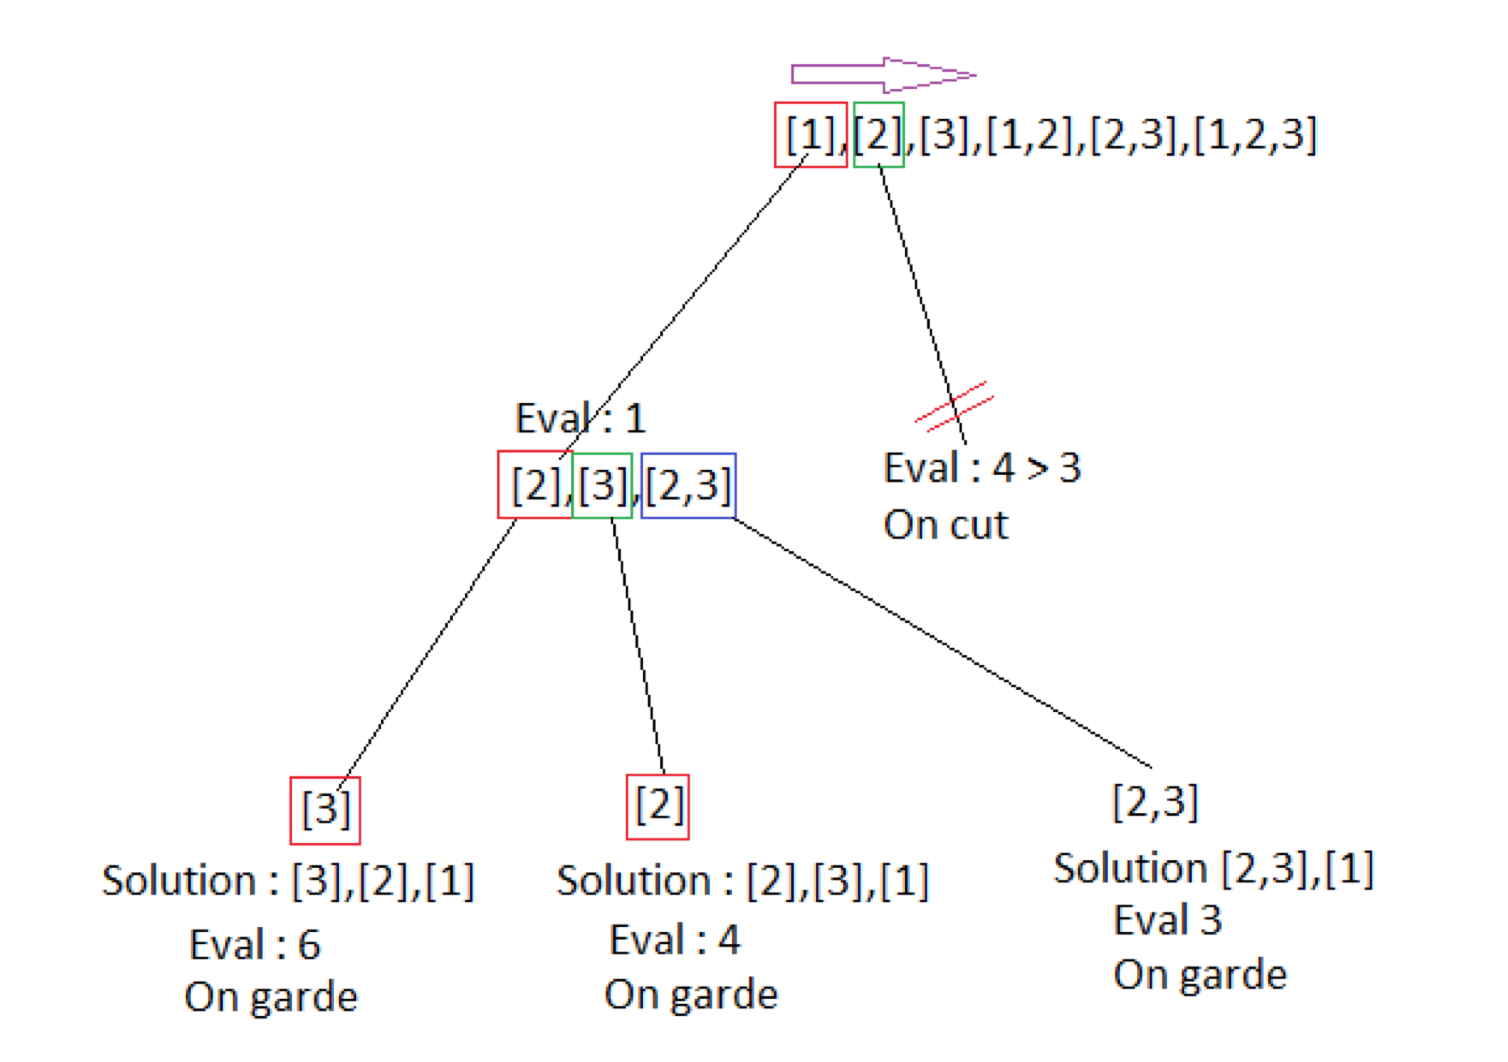 [1],[2],[3],[1,2],[2,3],[1,2,3]
Eval : 1
[2],[3],[2,3]
Eval : 4 > 3
On cut
[3]
Solution : [3],[2],[1]
Eval : 6
On garde
[2]
Solution : [2],[3],[1]
Eval : 4
On garde
[2,3]
Solution [2,3],[1]
Eval 3
On garde